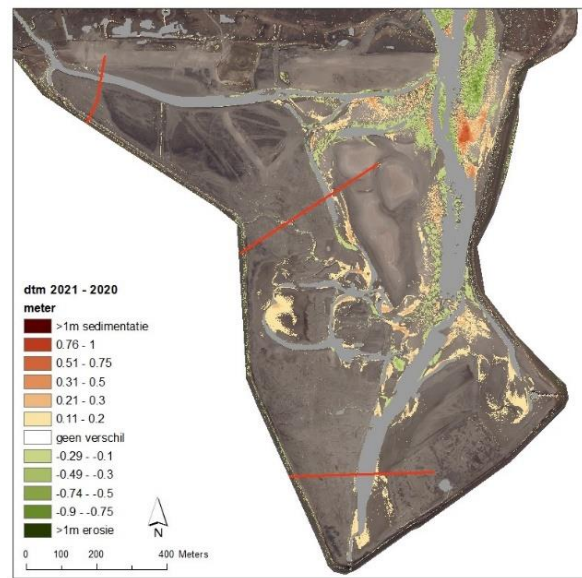 dtm 2021 - 2020
meter
>1m sedimentatie
0.76 - 1
0.51 - 0.75
0.31 - 0.5
0.21 - 0.3
0.11 - 0.2
geen verschil
-0.29 - -0.1
-0.49 - -0.3
-0.74 - -0.5
-0.9 - -0.75
>1m erosie
N
0 100 200 400 Meters